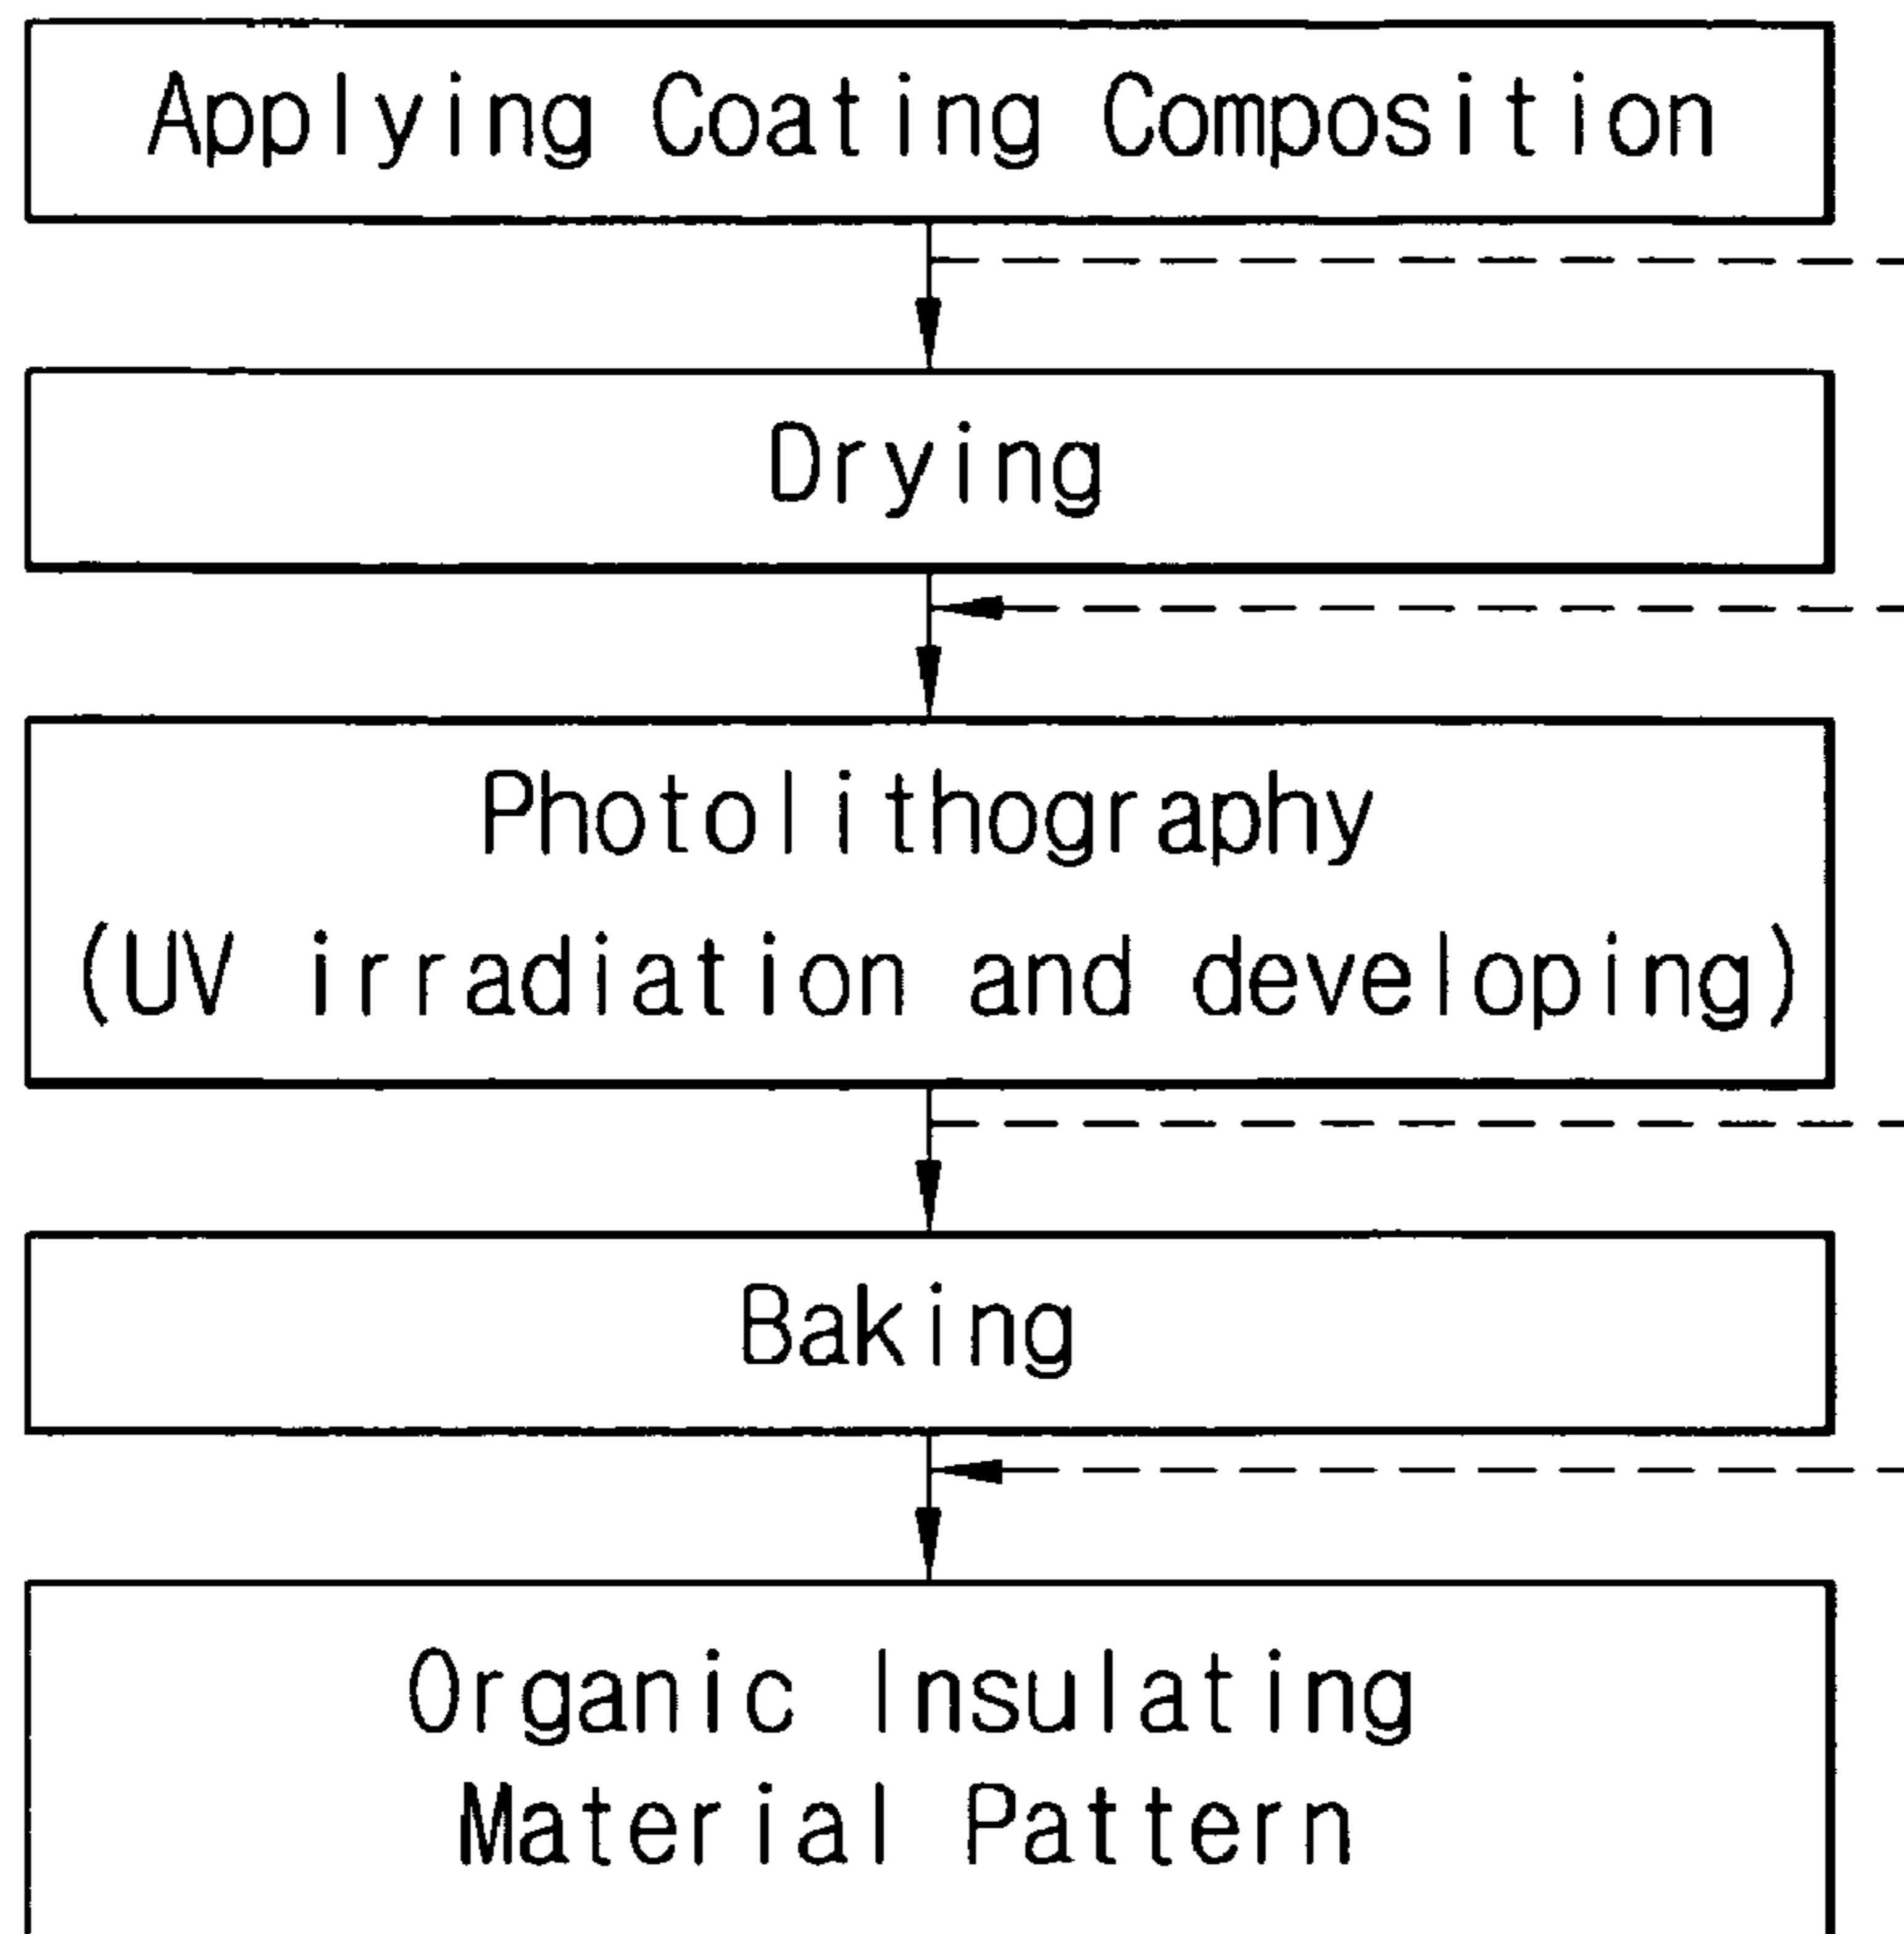 Applying Coating Composition
Drying
Photolithography
(UV irradiation and developing)
Baking
Organic Insulating
Material Pattern